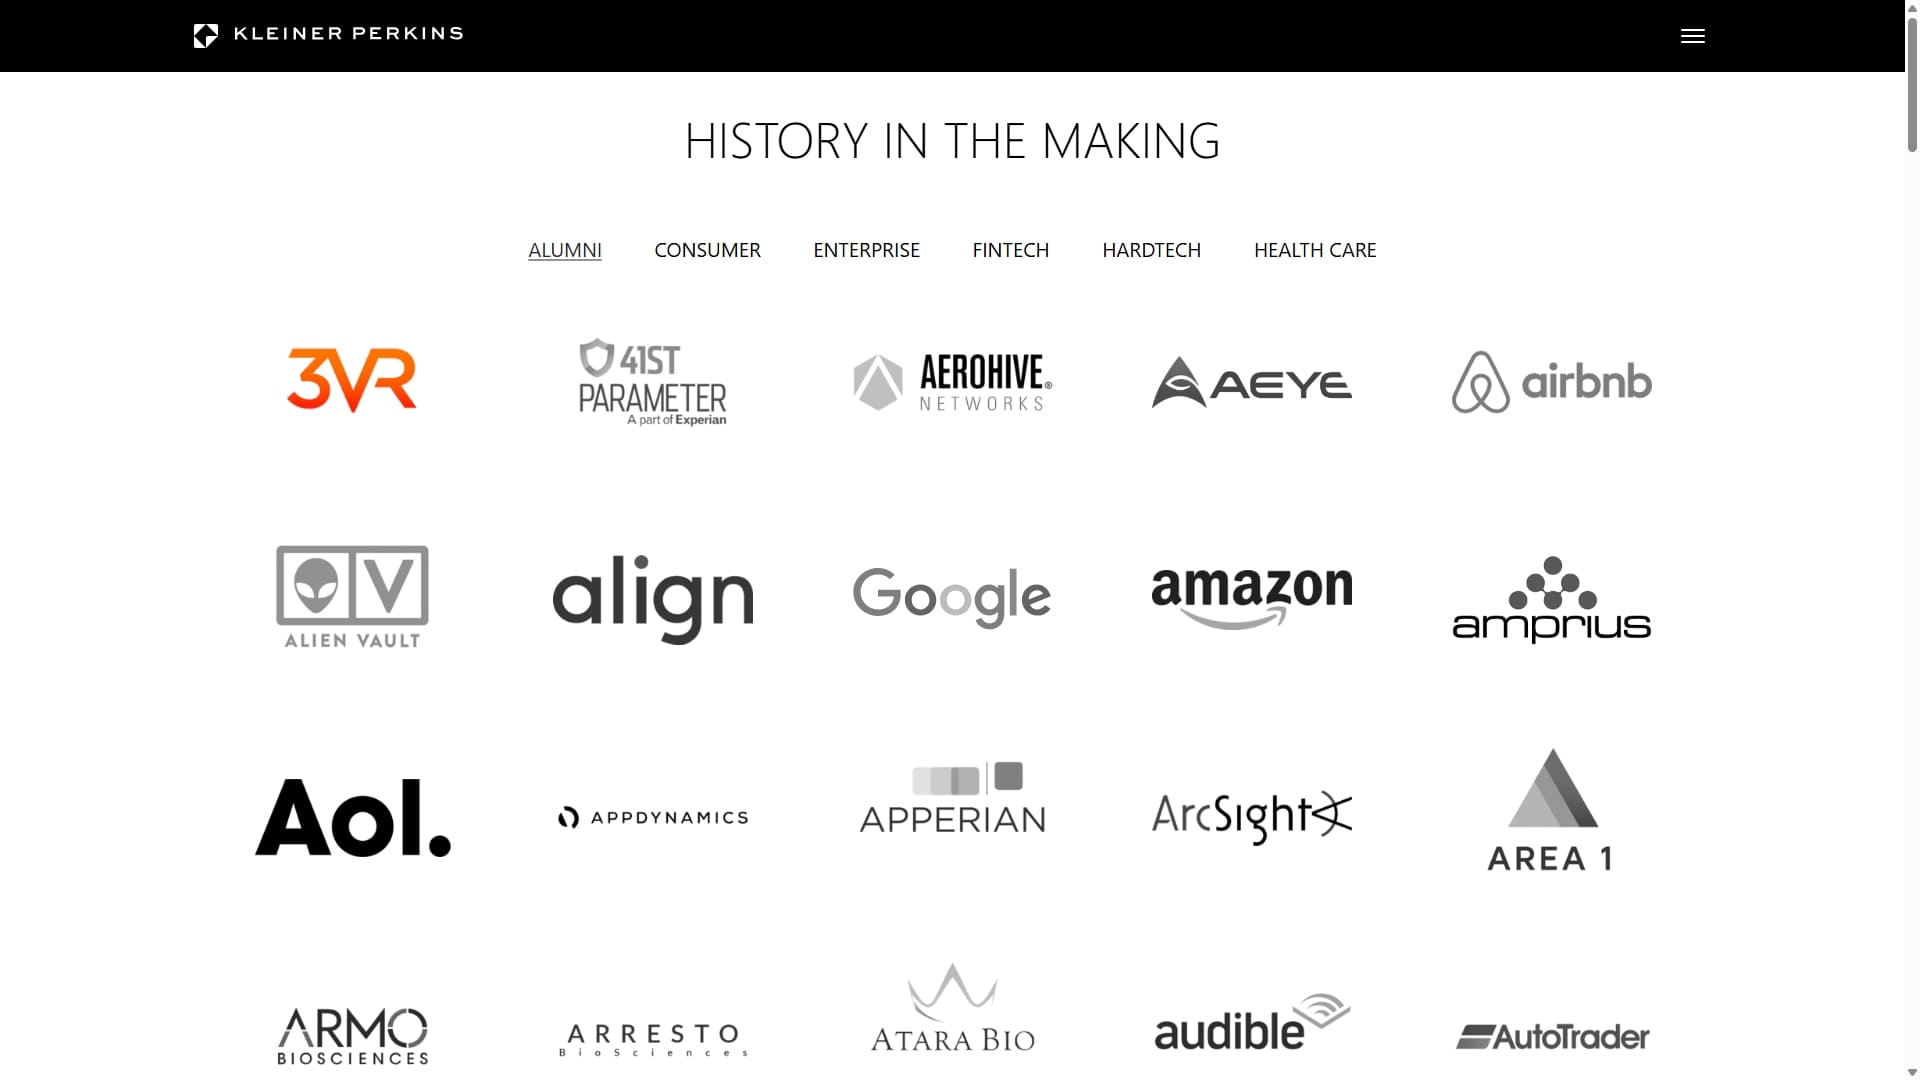 KLEINER PERKINS
HISTORY IN THE MAKING
ALUMNI CONSUMER ENTERPRISE FINTECH HARDTECH HEALTH CARE
3VR
41ST
PARAMETER
A part of Experian
AEROHIVE®
NETWORKS
AEYE
airbnb
ALIEN VAULT
align
Google
amazon
amprius
Aol.
APPDYNAMICS
APPERIAN
ArcSight
AREA 1
ARMO
BIOSCIENCES
ARRESTO
BioSciences
ATARA BIO
audible
AutoTrader